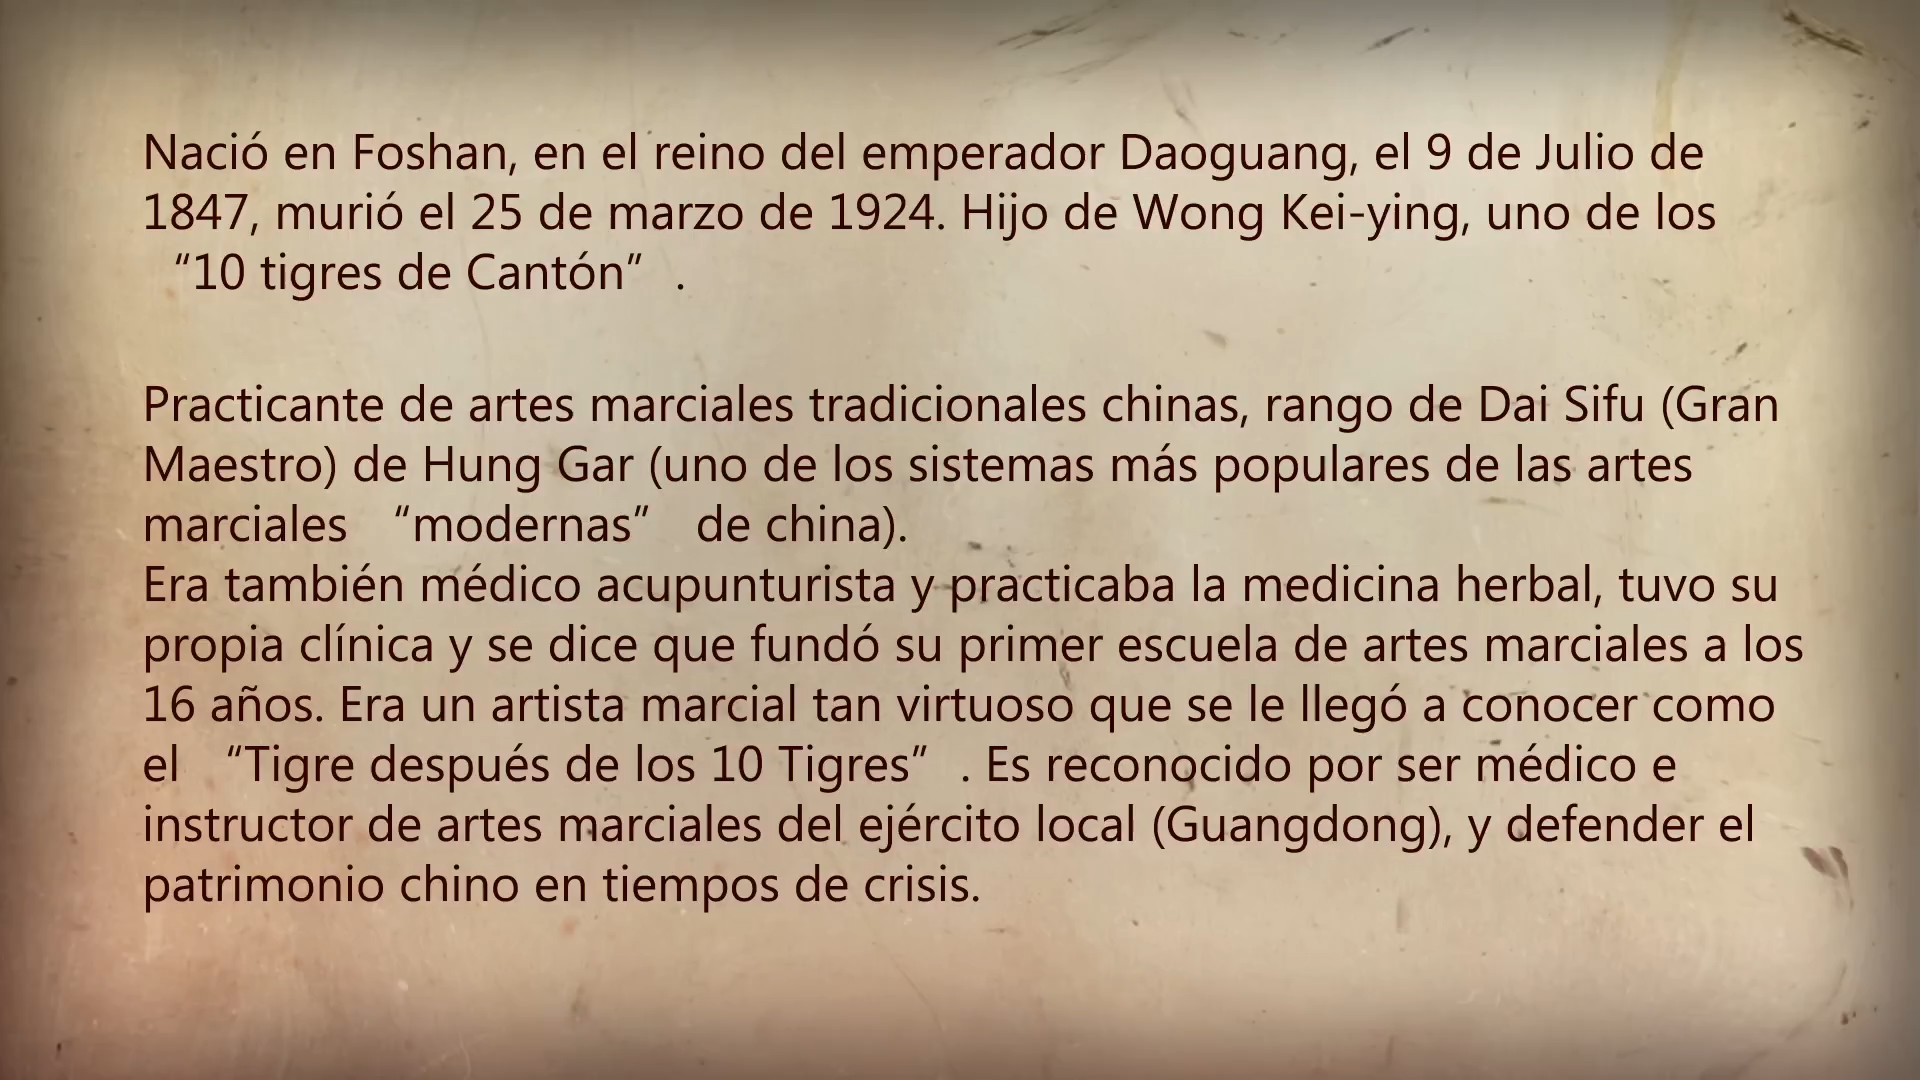 Nació en Foshan, en el reino del emperador Daoguang, el 9 de Julio de
1847, murió el 25 de marzo de 1924. Hijo de Wong Kei-ying, uno de los
“10 tigres de Cantón” .
Practicante de artes marciales tradicionales chinas, rango de Dai Sifu (Gran
Maestro) de Hung Gar (uno de los sistemas más populares de las artes
marciales “modernas” de china).
Era también médico acupunturista y practicaba la medicina herbal, tuvo su
propia clínica y se dice que fundó su primer escuela de artes marciales a los
16 años. Era un artista marcial tan virtuoso que se le llegó a conocer como
el “Tigre después de los 10 Tigres” . Es reconocido por ser médico e
instructor de artes marciales del ejército local (Guangdong), y defender el
patrimonio chino en tiempos de crisis.